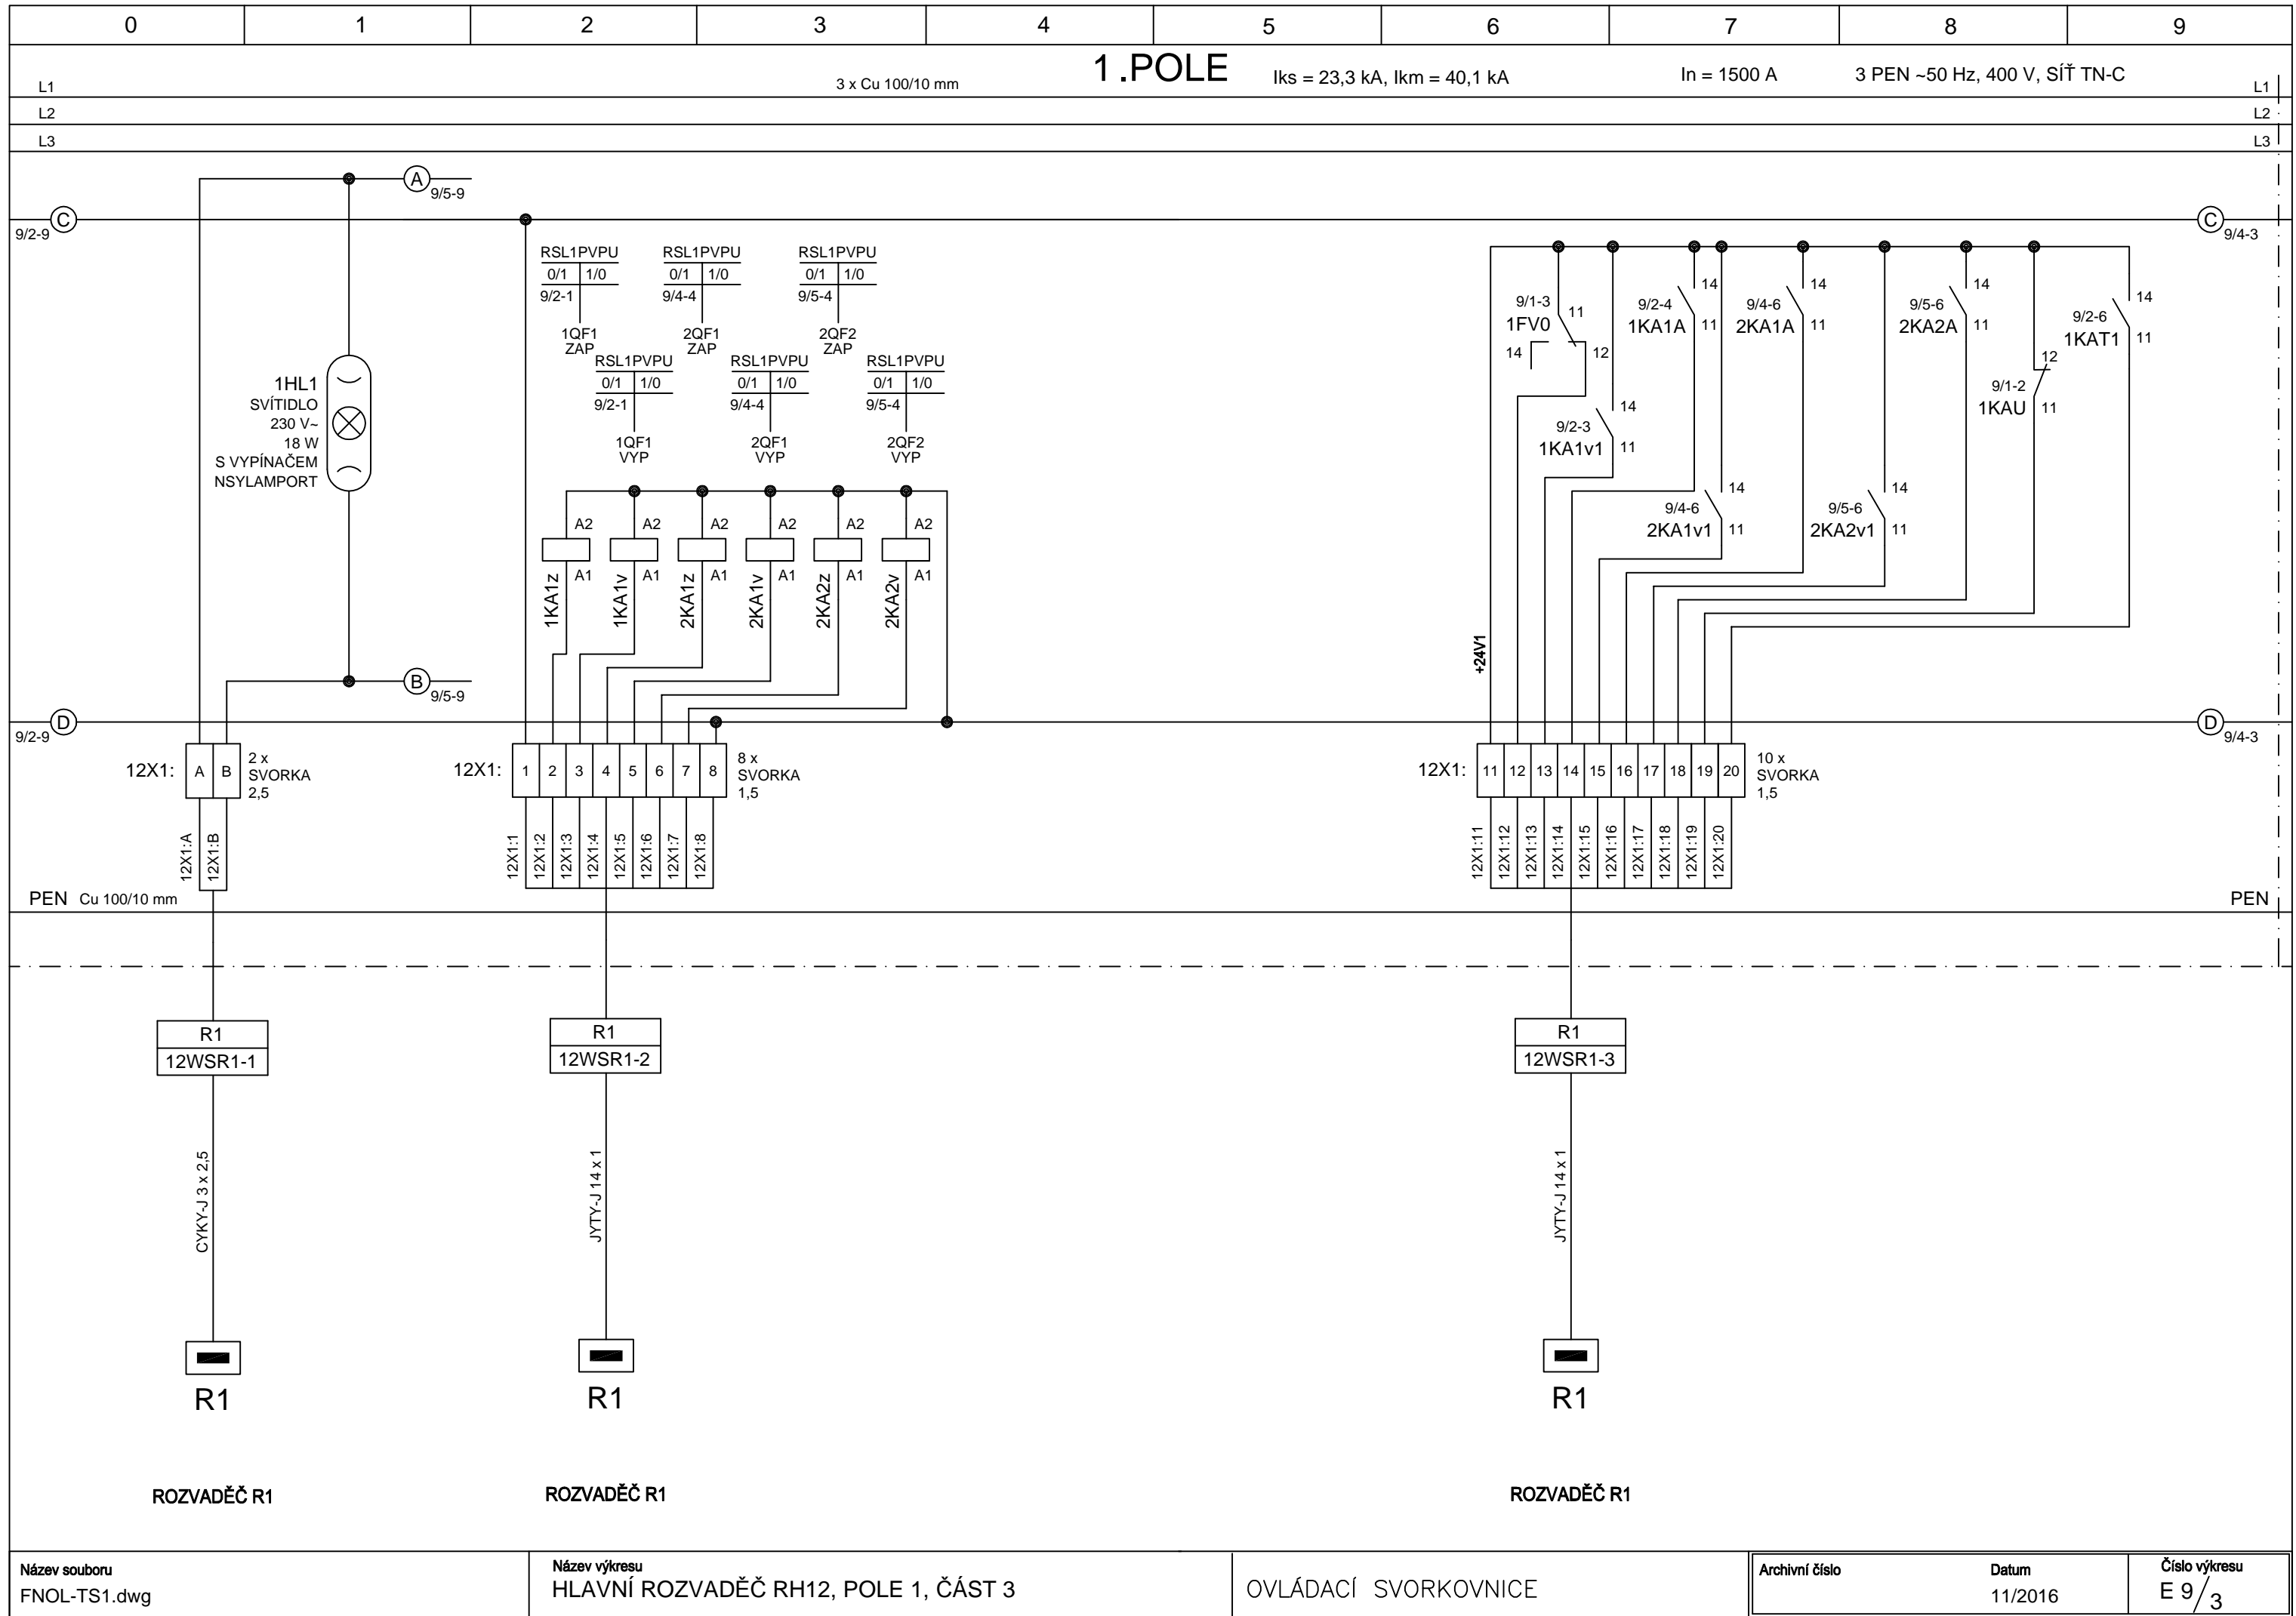 0 1 2 3 4 5 6 7 8 9
1.POLE
3 x Cu 100/10 mm
Iks = 23,3 kA, Ikm = 40,1 kA
In = 1500 A
3 PEN ~50 Hz, 400 V, SÍŤ TN-C
L1 L1
L2 L2
L3 L3
A 9/5-9
C 9/2-9
C 9/4-3
RSL1PVPU
0/1 1/0
9/2-1
1QF1
ZAP
RSL1PVPU
0/1 1/0
9/4-4
2QF1
ZAP
RSL1PVPU
0/1 1/0
9/5-4
2QF2
ZAP
RSL1PVPU
0/1 1/0
9/2-1
1QF1
VYP
RSL1PVPU
0/1 1/0
9/4-4
2QF1
VYP
RSL1PVPU
0/1 1/0
9/5-4
2QF2
VYP
1HL1
SVÍTIDLO
230 V~
18 W
S VYPÍNAČEM
NSYLAMPORT
A2 A2 A2 A2 A2 A2
A1 A1 A1 A1 A1 A1
1KA1z
1KA1v
2KA1z
2KA1v
2KA2z
2KA2v
9/1-3
1FV0
11
14 12
9/2-3
1KA1v1
14
11
9/2-4
1KA1A
14
11
9/4-6
2KA1v1
14
11
9/4-6
2KA1A
14
11
9/5-6
2KA2v1
14
11
9/5-6
2KA2A
14
11
9/1-2
1KAU
12
11
9/2-6
1KAT1
14
11
+24V1
B 9/5-9
D 9/2-9
D 9/4-3
12X1: A B
2 x
SVORKA
2,5
12X1: 1 2 3 4 5 6 7 8
8 x
SVORKA
1,5
12X1: 11 12 13 14 15 16 17 18 19 20
10 x
SVORKA
1,5
12X1:A
12X1:B
12X1:1
12X1:2
12X1:3
12X1:4
12X1:5
12X1:6
12X1:7
12X1:8
12X1:11
12X1:12
12X1:13
12X1:14
12X1:15
12X1:16
12X1:17
12X1:18
12X1:19
12X1:20
PEN Cu 100/10 mm
PEN
R1
12WSR1-1
R1
12WSR1-2
R1
12WSR1-3
CYKY-J 3 x 2,5
JYTY-J 14 x 1
JYTY-J 14 x 1
R1
R1
R1
ROZVADĚČ R1
ROZVADĚČ R1
ROZVADĚČ R1
Název souboru
FNOL-TS1.dwg
Název výkresu
HLAVNÍ ROZVADĚČ RH12, POLE 1, ČÁST 3
OVLÁDACÍ SVORKOVNICE
Archivní číslo
Datum
11/2016
Číslo výkresu
E 9/3